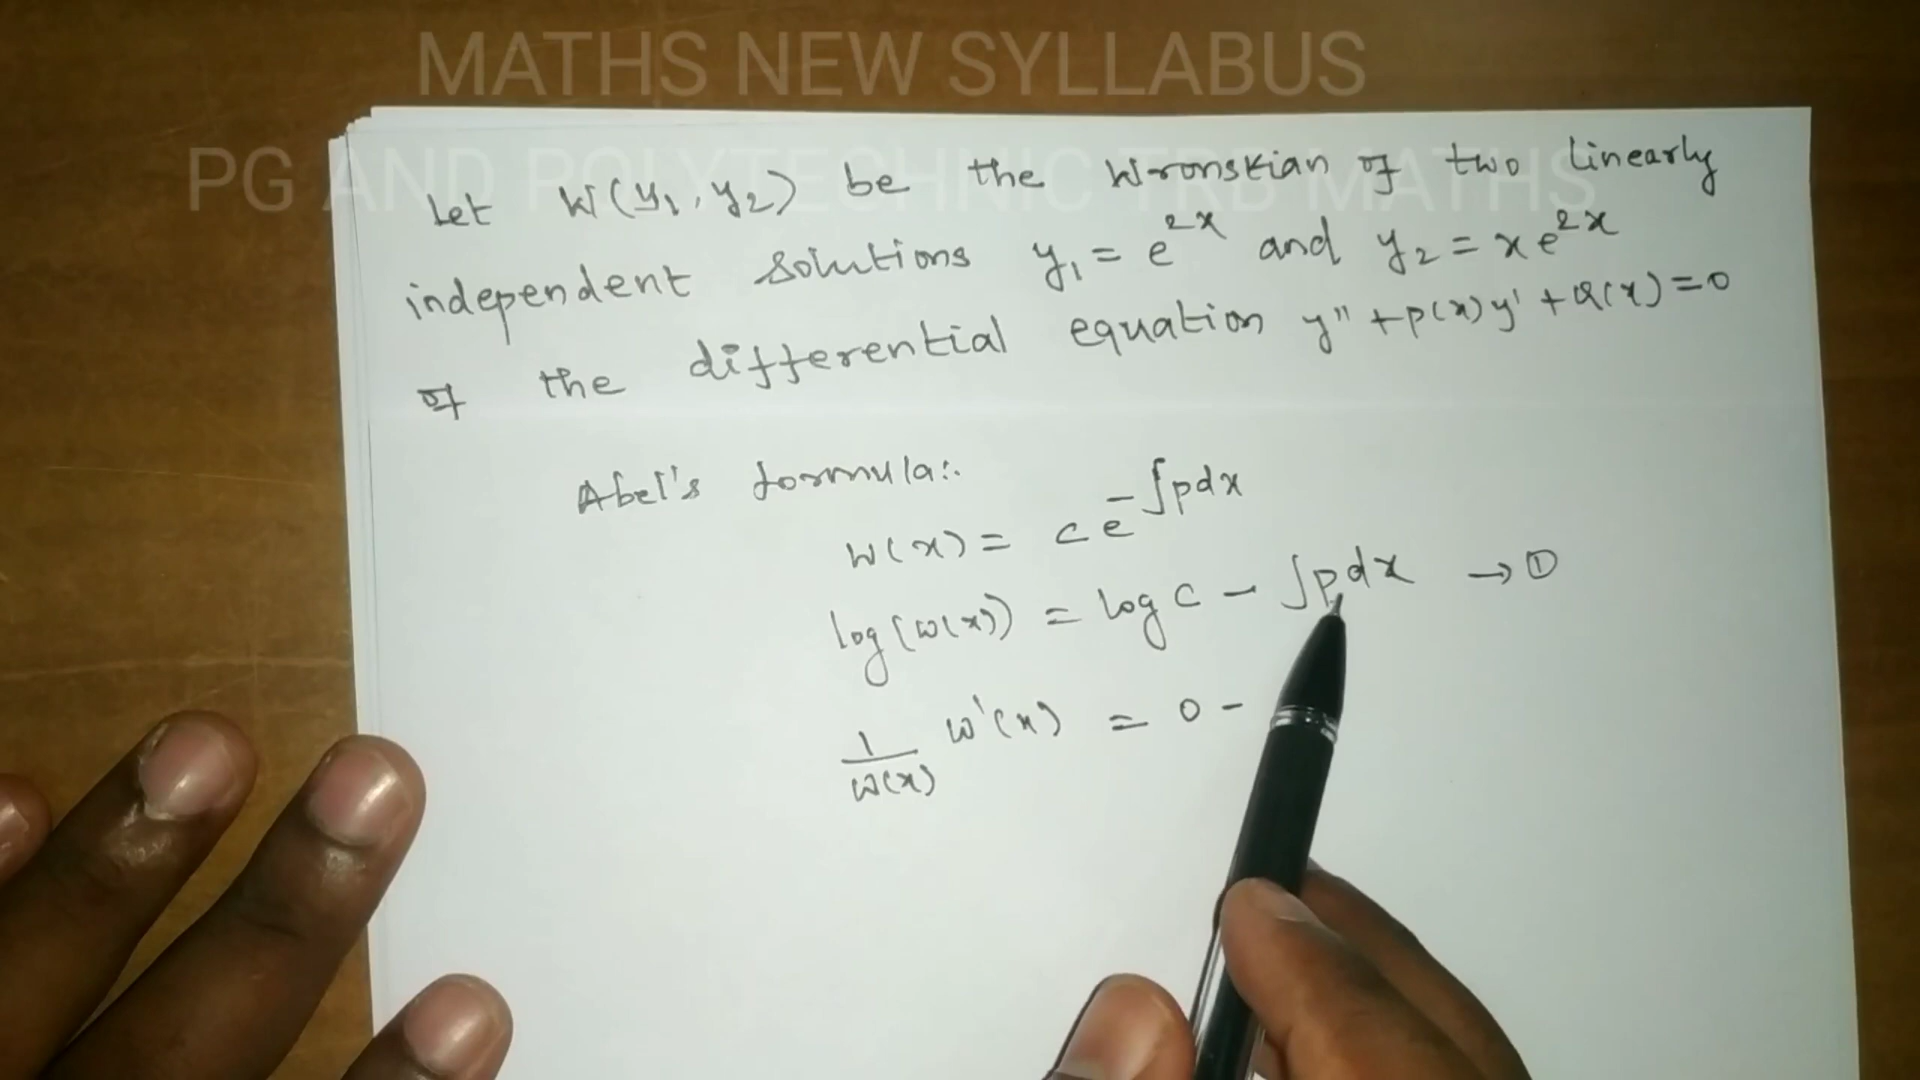 MATHS NEW SYLLABUS
PG AND POLYTECHNIC TRB MATHS
Let W(y₁, y₂) be the Wronskian of two linearly
independent solutions y₁ = e^2x and y₂ = xe^2x
of the differential equation y'' + p(x)y' + Q(x) = 0
Abel's formula:.
W(x) = ce^-∫pdx
log(W(x)) = log c - ∫pdx → ①
1/W(x) W'(x) = 0 -